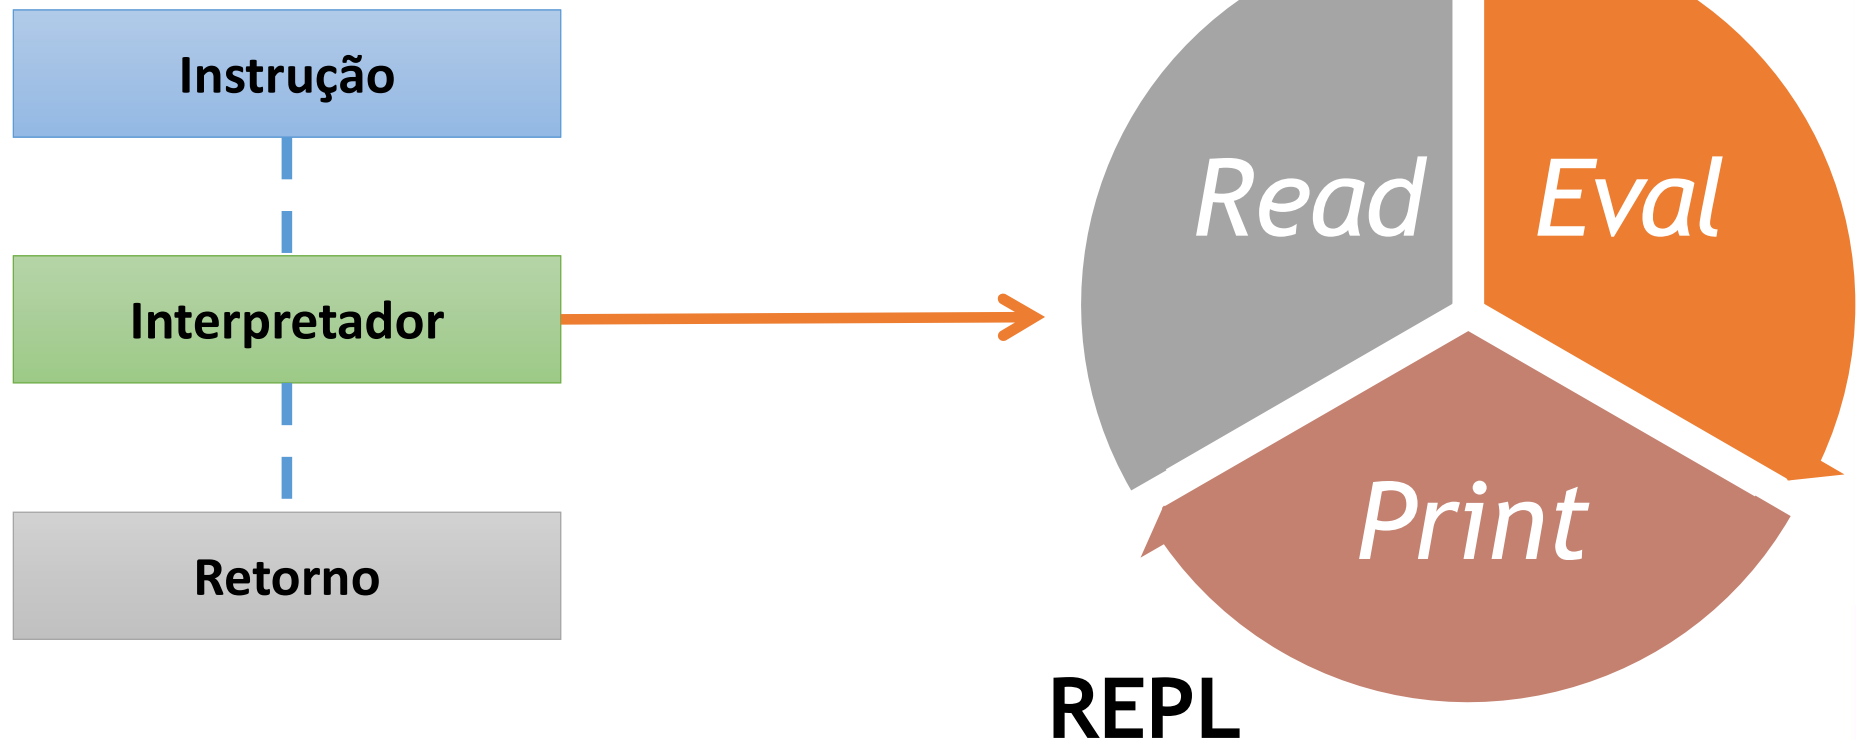 Instrução
Interpretador
Retorno
Read
Eval
Print
REPL